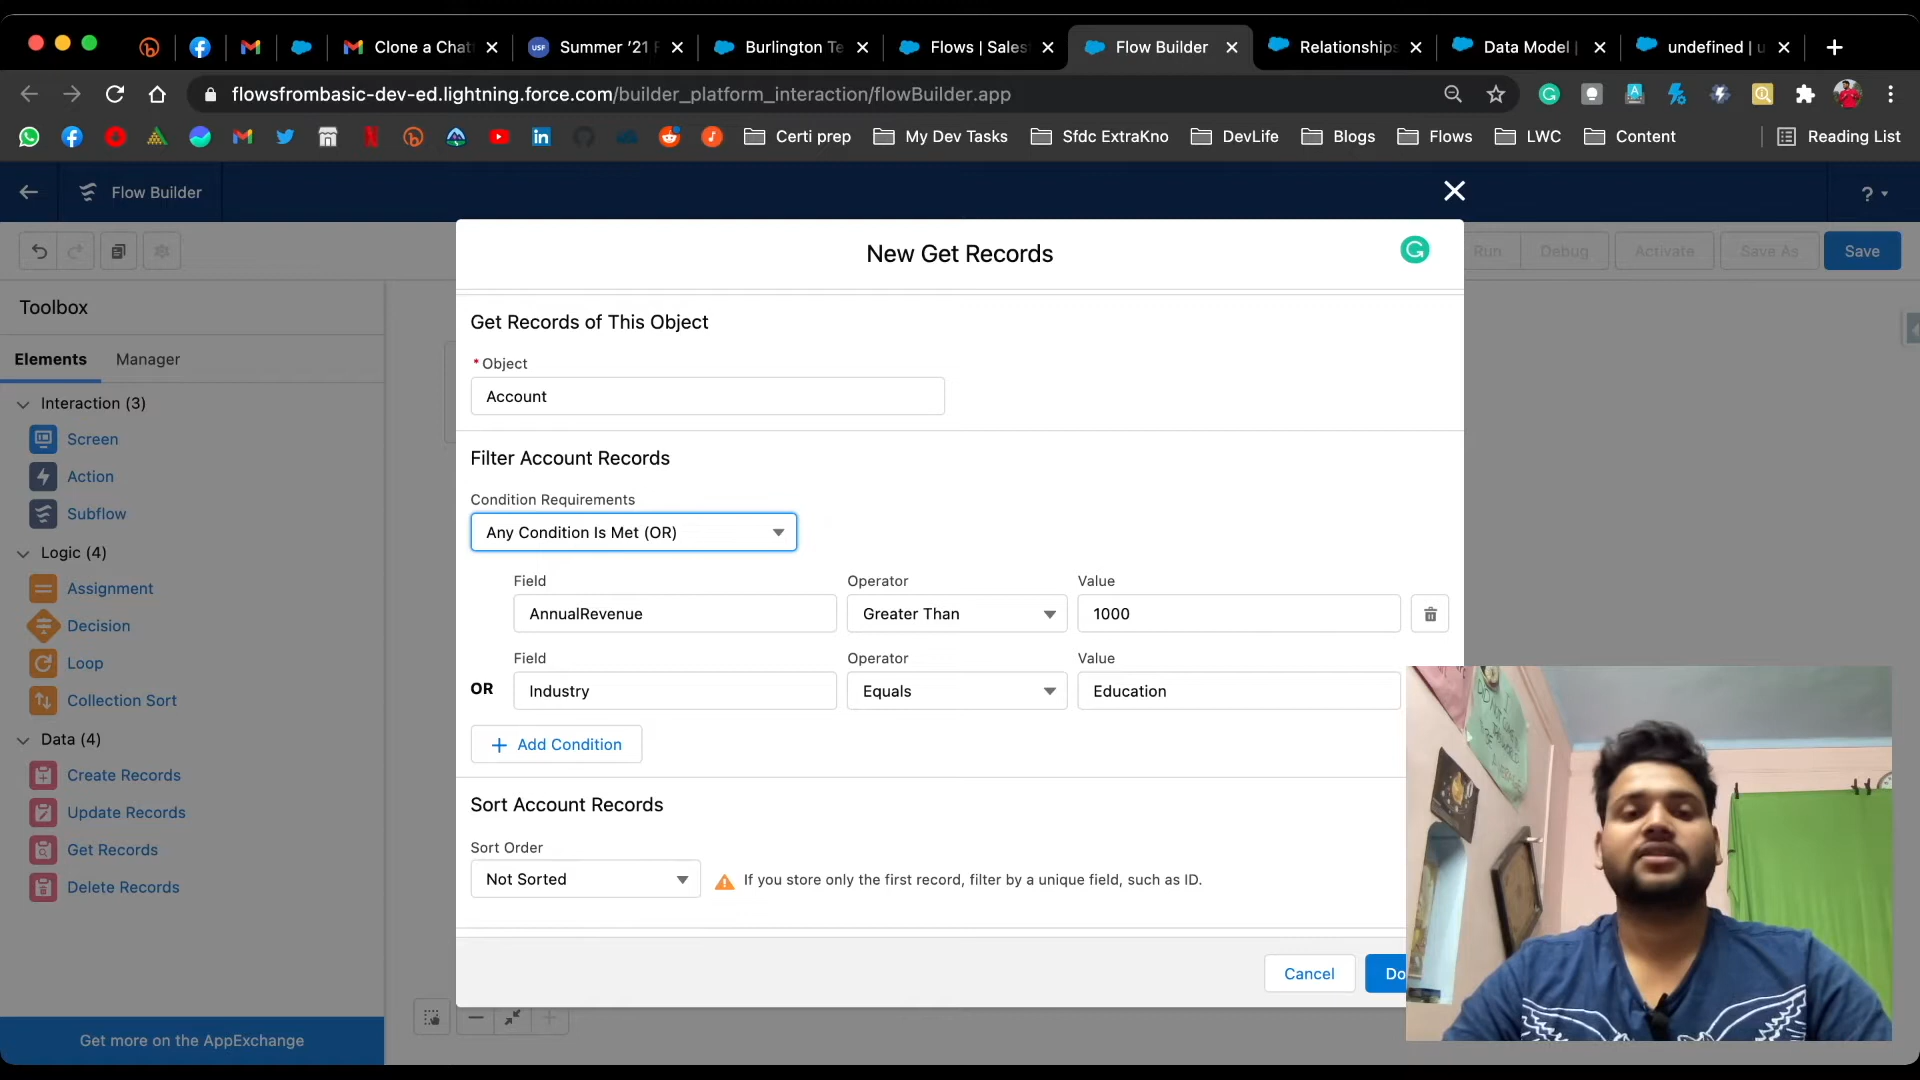 Clone a Chat
USF
Summer '21 F
Burlington Te
Flows | Sales
Flow Builder
Relationships
Data Model |
undefined | u
flowsfrombasic-dev-ed.lightning.force.com/builder_platform_interaction/flowBuilder.app
Certi prep
My Dev Tasks
Sfdc ExtraKno
DevLife
Blogs
Flows
LWC
Content
Reading List
Flow Builder
?
Run
Debug
Activate
Save As
Save
Toolbox
Elements
Manager
Interaction (3)
Screen
Action
Subflow
Logic (4)
Assignment
Decision
Loop
Collection Sort
Data (4)
Create Records
Update Records
Get Records
Delete Records
Get more on the AppExchange
New Get Records
Get Records of This Object
* Object
Account
Filter Account Records
Condition Requirements
Any Condition Is Met (OR)
Field Operator Value
AnnualRevenue Greater Than 1000
Field Operator Value
OR Industry Equals Education
+ Add Condition
Sort Account Records
Sort Order
Not Sorted If you store only the first record, filter by a unique field, such as ID.
Cancel
Do